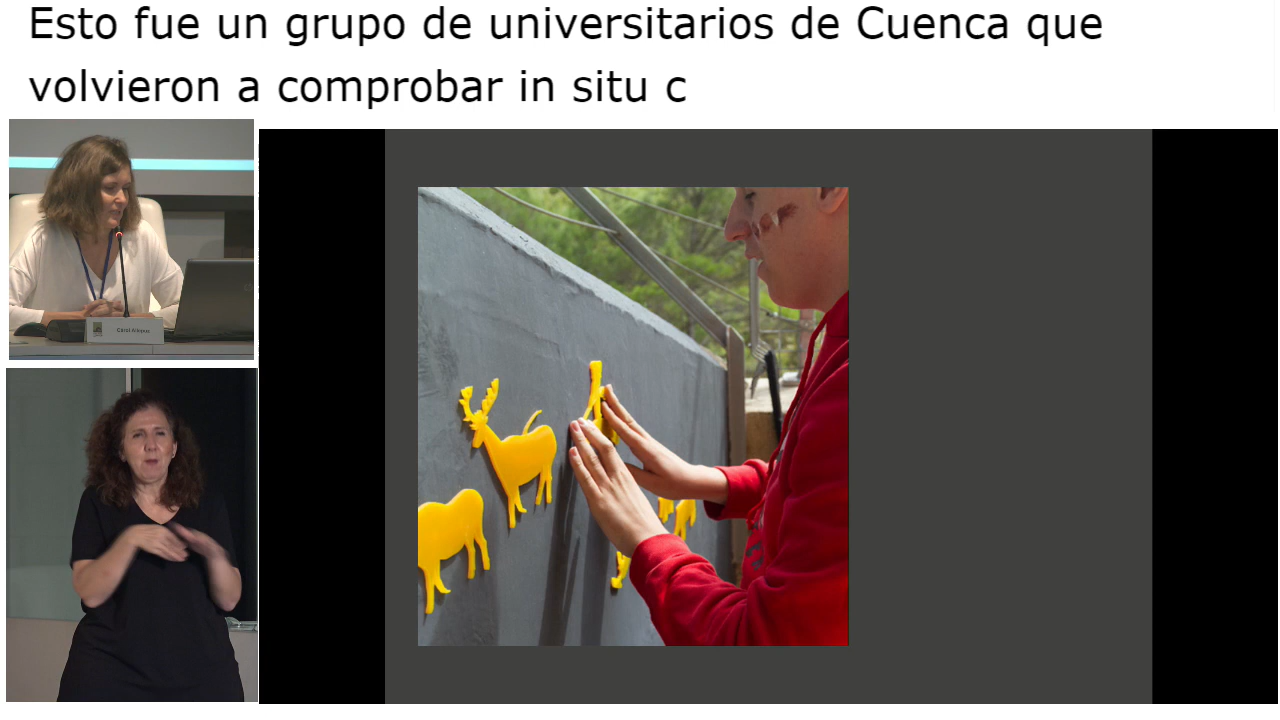 Esto fue un grupo de universitarios de Cuenca que
volvieron a comprobar in situ c